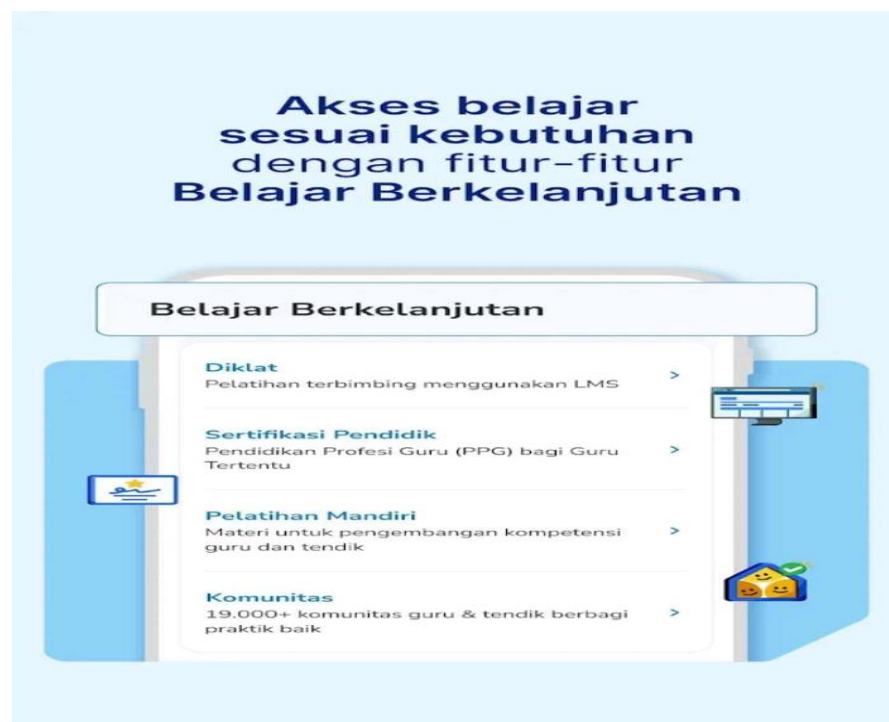 Akses belajar
sesuai kebutuhan
dengan fitur-fitur
Belajar Berkelanjutan
Belajar Berkelanjutan
Diklat
Pelatihan terbimbing menggunakan LMS
Sertifikasi Pendidik
Pendidikan Profesi Guru (PPG) bagi Guru
Tertentu
Pelatihan Mandiri
Materi untuk pengembangan kompetensi
guru dan tendik
Komunitas
19.000+ komunitas guru & tendik berbagi
praktik baik